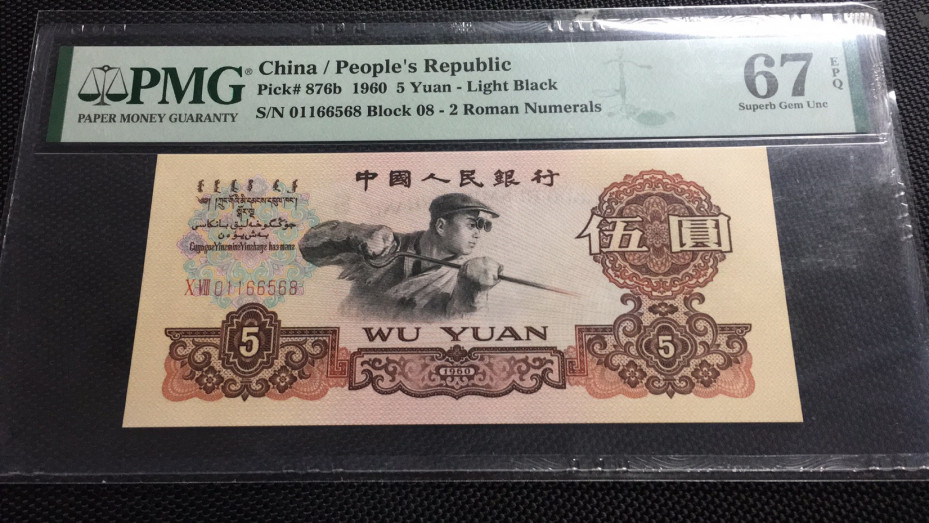 PMG®
PAPER MONEY GUARANTY
China / People's Republic
Pick# 876b 1960 5 Yuan - Light Black
S/N 01166568 Block 08 - 2 Roman Numerals
67
EPQ
Superb Gem Unc
中國人民銀行
伍圓
X VIII 01166568
WU YUAN
5
1960
5